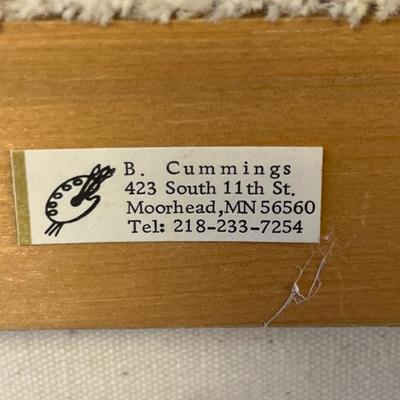 B. Cummings
423 South 11th St.
Moorhead,MN 56560
Tel: 218-233-7254